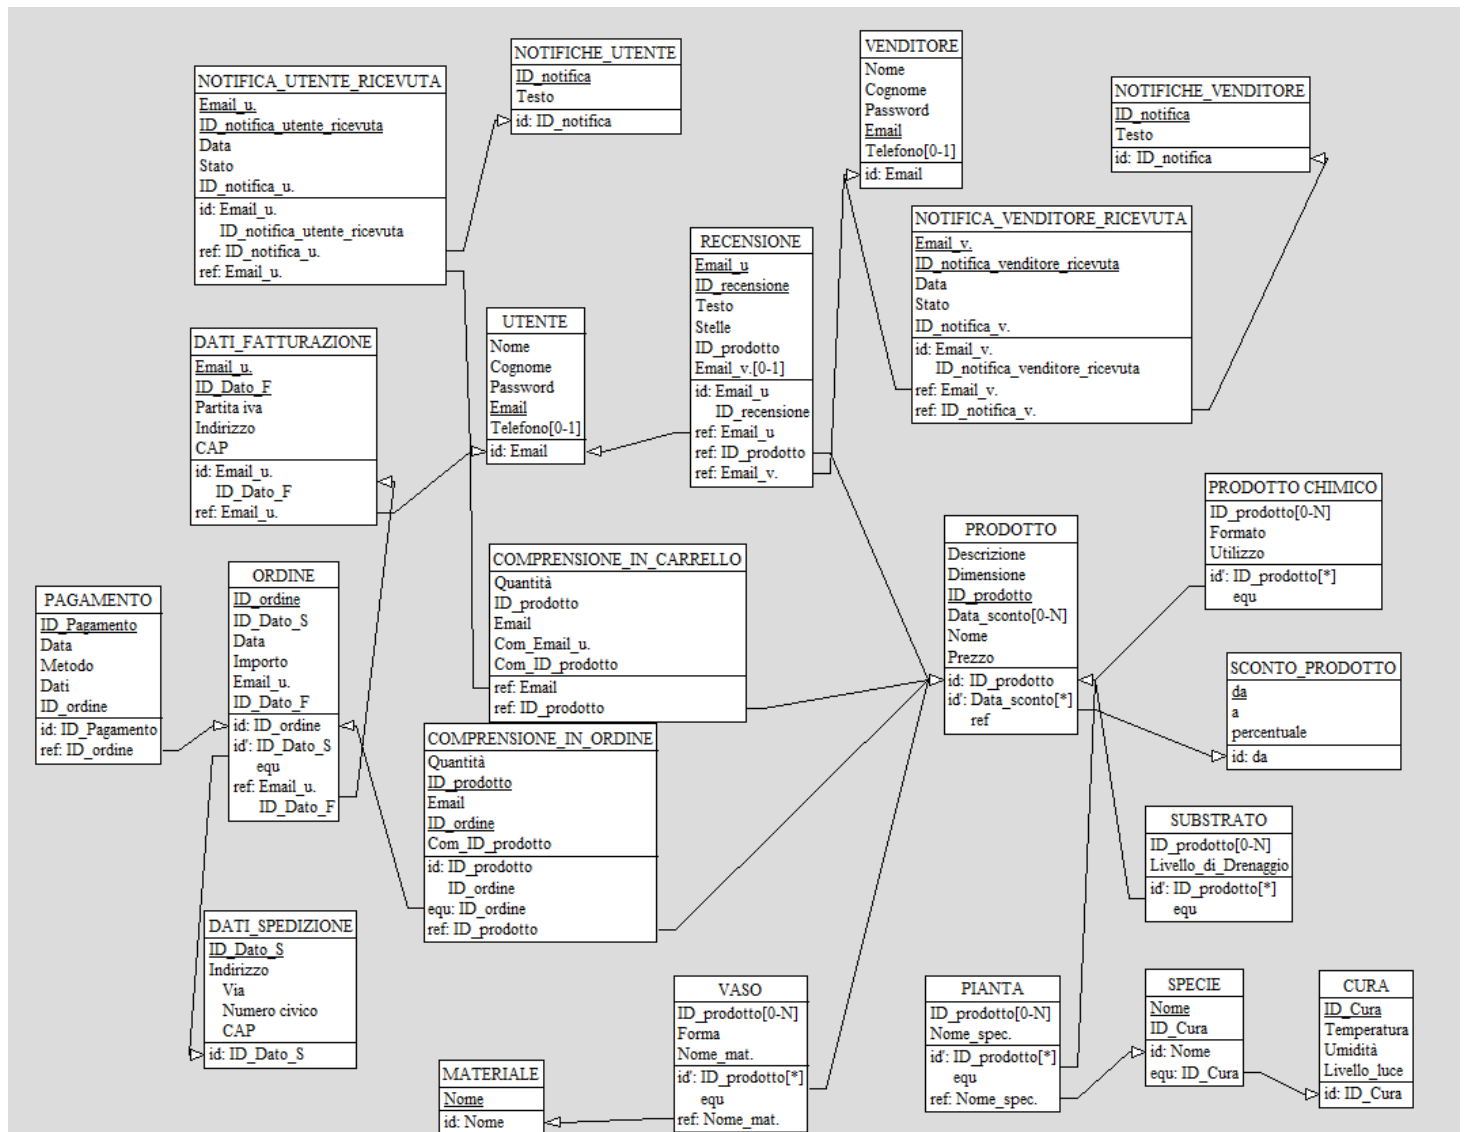 NOTIFICHE_UTENTE
ID_notifica
Testo
id: ID_notifica
VENDITORE
Nome
Cognome
Password
Email
Telefono[0-1]
id: Email
NOTIFICA_UTENTE_RICEVUTA
Email_u.
ID_notifica_utente_ricevuta
Data
Stato
ID_notifica_u.
id: Email_u.
ID_notifica_utente_ricevuta
ref: ID_notifica_u.
ref: Email_u.
NOTIFICHE_VENDITORE
ID_notifica
Testo
id: ID_notifica
NOTIFICA_VENDITORE_RICEVUTA
Email_v.
ID_notifica_venditore_ricevuta
Data
Stato
ID_notifica_v.
id: Email_v.
ID_notifica_venditore_ricevuta
ref: Email_v.
ref: ID_notifica_v.
RECENSIONE
Email_u
ID_recensione
Testo
Stelle
ID_prodotto
Email_v.[0-1]
id: Email_u
ID_recensione
ref: Email_u
ref: ID_prodotto
ref: Email_v.
UTENTE
Nome
Cognome
Password
Email
Telefono[0-1]
id: Email
DATI_FATTURAZIONE
Email_u.
ID_Dato_F
Partita iva
Indirizzo
CAP
id: Email_u.
ID_Dato_F
ref: Email_u.
PRODOTTO CHIMICO
ID_prodotto[0-N]
Formato
Utilizzo
id': ID_prodotto[*]
equ
PRODOTTO
Descrizione
Dimensione
ID_prodotto
Data_sconto[0-N]
Nome
Prezzo
id: ID_prodotto
id': Data_sconto[*]
ref
COMPRENSIONE_IN_CARRELLO
Quantità
ID_prodotto
Email
Com_Email_u.
Com_ID_prodotto
ref: Email
ref: ID_prodotto
ORDINE
ID_ordine
ID_Dato_S
Data
Importo
Email_u.
ID_Dato_F
id: ID_ordine
id': ID_Dato_S
equ
ref: Email_u.
ID_Dato_F
PAGAMENTO
ID_Pagamento
Data
Metodo
Dati
ID_ordine
id: ID_Pagamento
ref: ID_ordine
SCONTO_PRODOTTO
da
a
percentuale
id: da
COMPRENSIONE_IN_ORDINE
Quantità
ID_prodotto
Email
ID_ordine
Com_ID_prodotto
id: ID_prodotto
ID_ordine
equ: ID_ordine
ref: ID_prodotto
SUBSTRATO
ID_prodotto[0-N]
Livello_di_Drenaggio
id': ID_prodotto[*]
equ
DATI_SPEDIZIONE
ID_Dato_S
Indirizzo
Via
Numero civico
CAP
id: ID_Dato_S
VASO
ID_prodotto[0-N]
Forma
Nome_mat.
id': ID_prodotto[*]
equ
ref: Nome_mat.
PIANTA
ID_prodotto[0-N]
Nome_spec.
id': ID_prodotto[*]
equ
ref: Nome_spec.
SPECIE
Nome
ID_Cura
id: Nome
equ: ID_Cura
CURA
ID_Cura
Temperatura
Umidità
Livello_luce
id: ID_Cura
MATERIALE
Nome
id: Nome